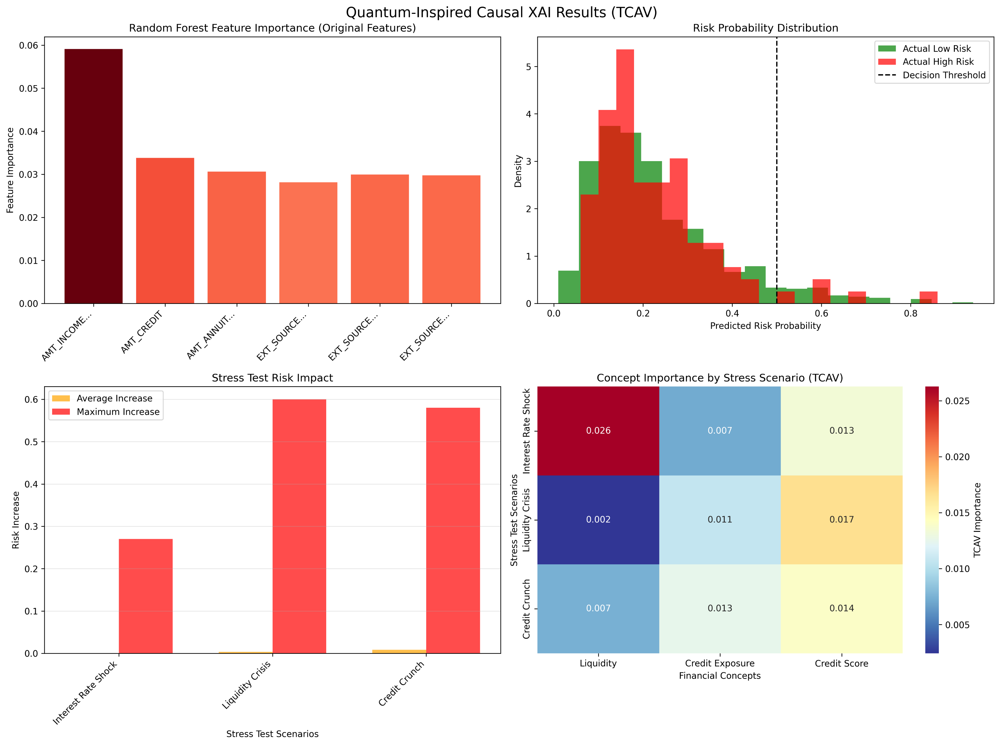 Quantum-Inspired Causal XAI Results (TCAV)
Random Forest Feature Importance (Original Features)
Feature Importance
0.06
0.05
0.04
0.03
0.02
0.01
0.00
AMT_INCOME...
AMT_CREDIT
AMT_ANNUIT...
EXT_SOURCE...
EXT_SOURCE...
EXT_SOURCE...
Risk Probability Distribution
Density
5
4
3
2
1
0
Actual Low Risk
Actual High Risk
Decision Threshold
0.0 0.2 0.4 0.6 0.8
Predicted Risk Probability
Stress Test Risk Impact
Risk Increase
Average Increase
Maximum Increase
0.6
0.5
0.4
0.3
0.2
0.1
0.0
Interest Rate Shock
Liquidity Crisis
Credit Crunch
Stress Test Scenarios
Concept Importance by Stress Scenario (TCAV)
Stress Test Scenarios
Interest Rate Shock
Liquidity Crisis
Credit Crunch
0.026 0.007 0.013
0.002 0.011 0.017
0.007 0.013 0.014
Liquidity Credit Exposure Credit Score
Financial Concepts
0.025
0.020
0.015
0.010
0.005
TCAV Importance